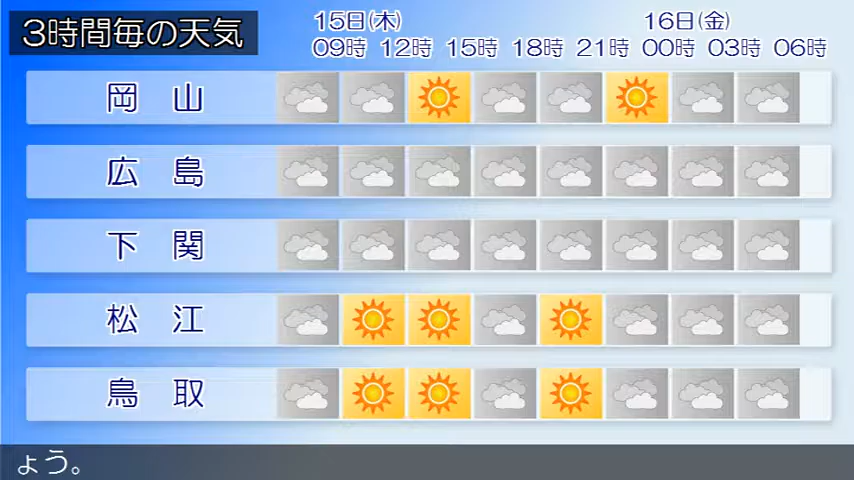 3時間毎の天気
15日(木) 16日(金)
09時 12時 15時 18時 21時 00時 03時 06時
岡 山
広 島
下 関
松 江
鳥 取
ょう。